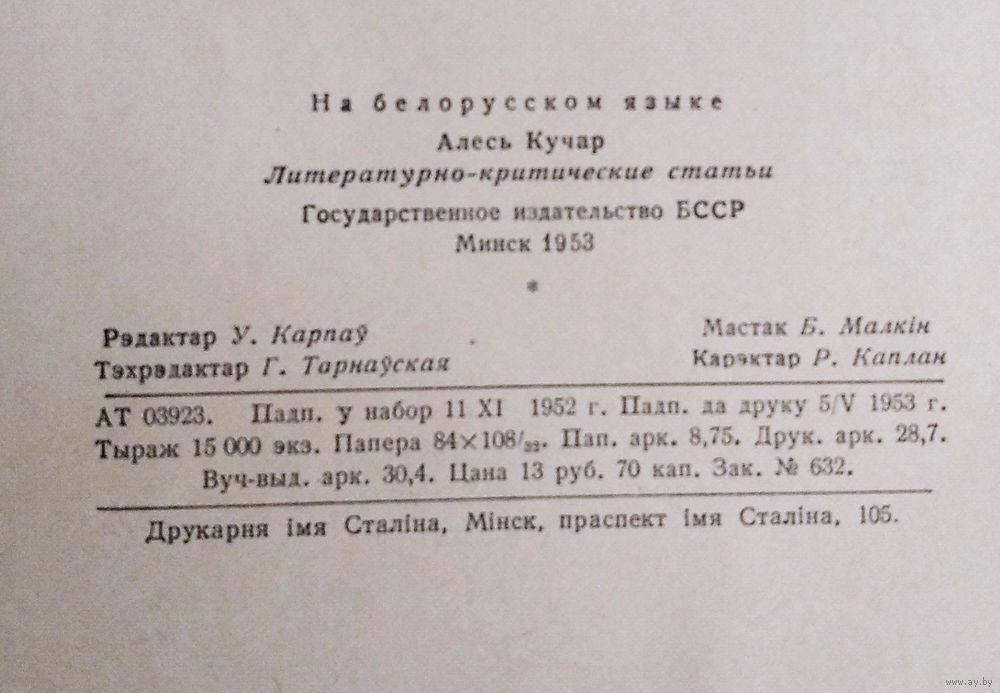 На белорусском языке
Алесь Кучар
Литературно-критические статьи
Государственное издательство БССР
Минск 1953
*
Рэдактар У. Карпаў
Мастак Б. Малкін
Тэхрэдактар Г. Тарнаўская
Карэктар Р. Каплан
АТ 03923. Падп. у набор 11 XI 1952 г. Падп. да друку 5/V 1953 г.
Тыраж 15 000 экз. Папера 84×108/₃₂. Пап. арк. 8,75. Друк. арк. 28,7.
Вуч-выд. арк. 30,4. Цана 13 руб. 70 кап. Зак. № 632.
Друкарня імя Сталіна, Мінск, праспект імя Сталіна, 105.
www.ay.by